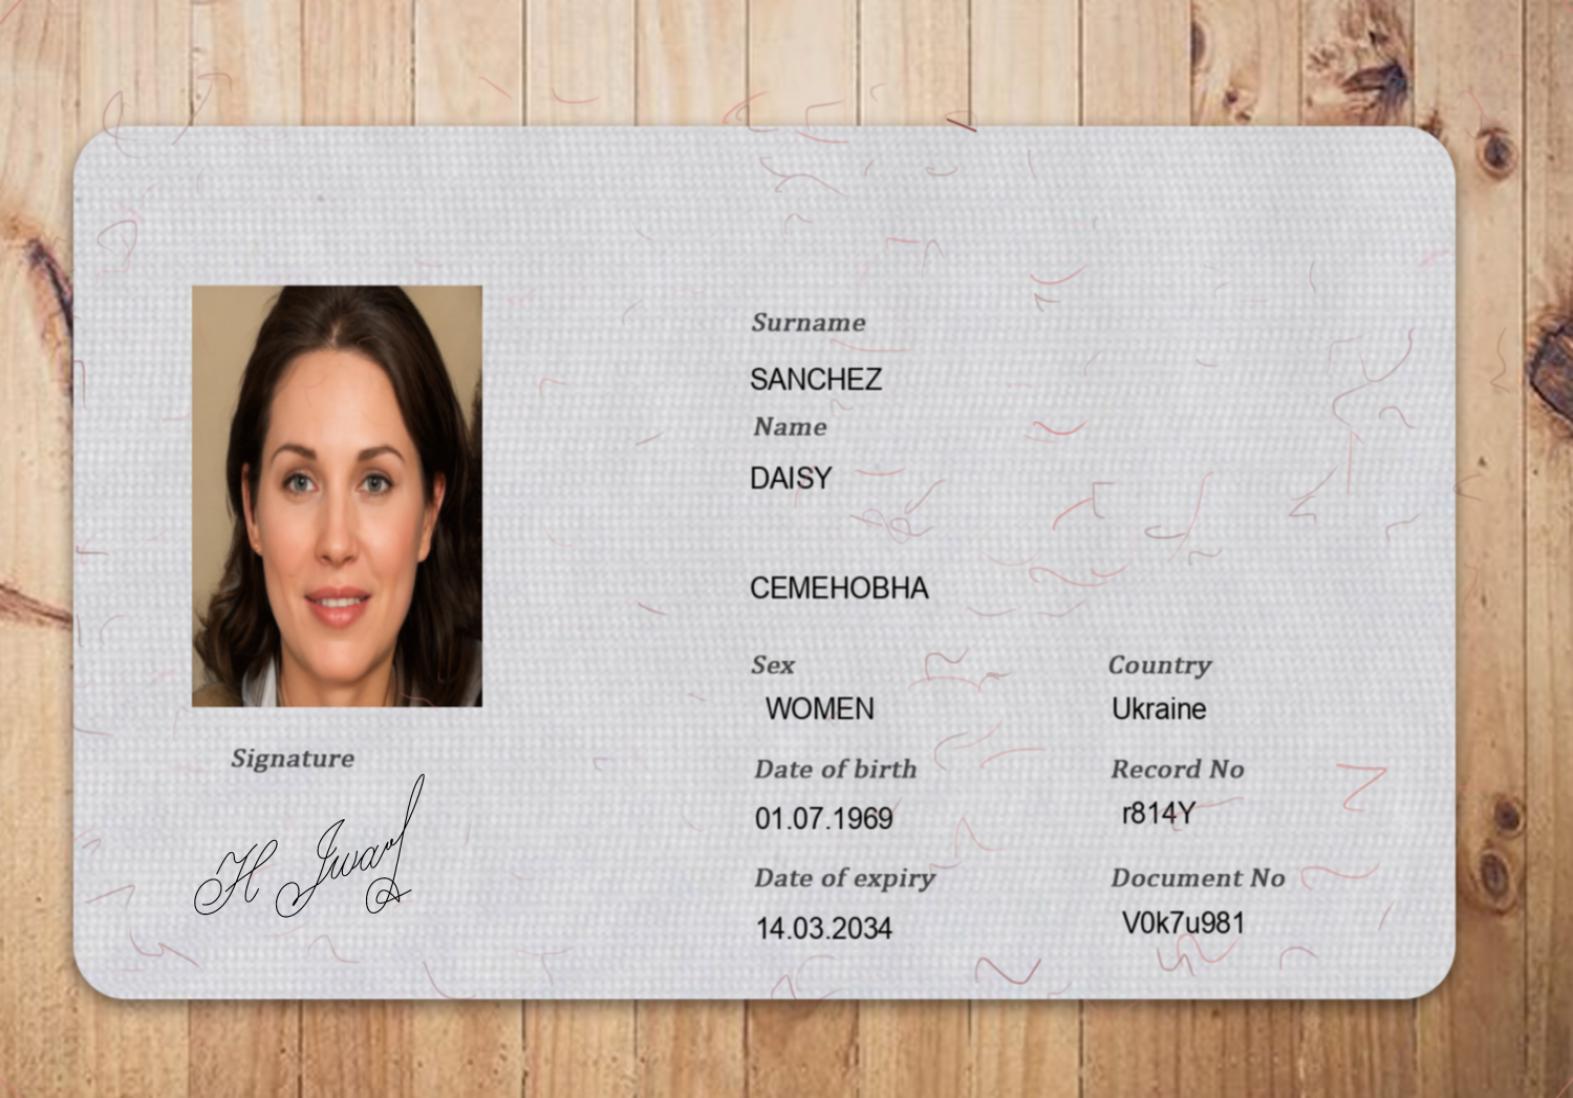 Surname
SANCHEZ
Name
DAISY
CEMEHOBHA
Sex Country
WOMEN Ukraine
Date of birth Record No
01.07.1969 r814Y
Date of expiry Document No
14.03.2034 V0k7u981
Signature